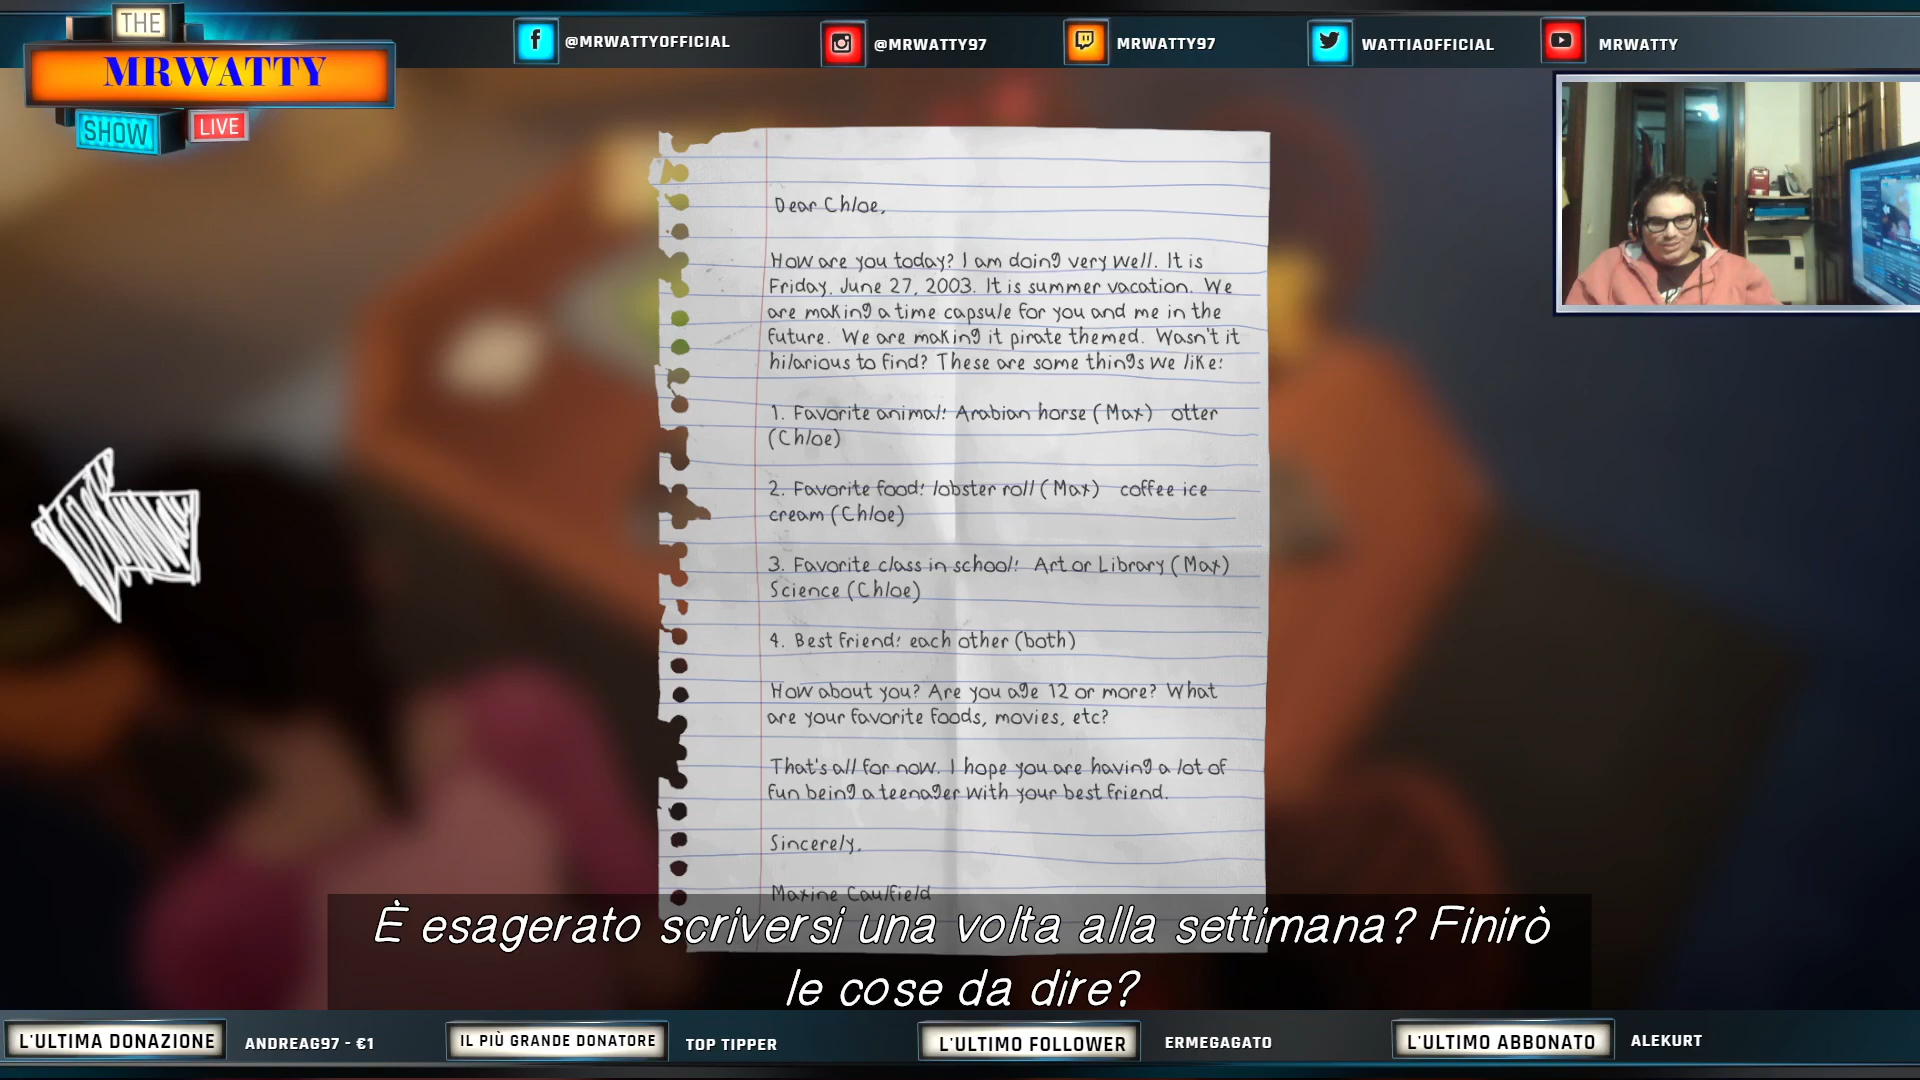 THE
MRWATTY
SHOW
LIVE
@MRWATTYOFFICIAL
@MRWATTY97
MRWATTY97
WATTIAOFFICIAL
MRWATTY
Dear Chloe,
How are you today? I am doing very well. It is
Friday, June 27, 2003. It is summer vacation. We
are making a time capsule for you and me in the
future. We are making it pirate themed. Wasn't it
hilarious to find? These are some things we like:
1. Favorite animal: Arabian horse (Max) otter
(Chloe)
2. Favorite food: lobster roll (Max) coffee ice
cream (Chloe)
3. Favorite class in school: Art or Library (Max)
Science (Chloe)
4. Best friend: each other (both)
How about you? Are you age 12 or more? What
are your favorite foods, movies, etc?
That's all for now. I hope you are having a lot of
fun being a teenager with your best friend.
Sincerely,
Maxine Caulfield
È esagerato scriversi una volta alla settimana? Finirò
le cose da dire?
L'ULTIMA DONAZIONE
ANDREAG97 - €1
IL PIÙ GRANDE DONATORE
TOP TIPPER
L'ULTIMO FOLLOWER
ERMEGAGATO
L'ULTIMO ABBONATO
ALEKURT